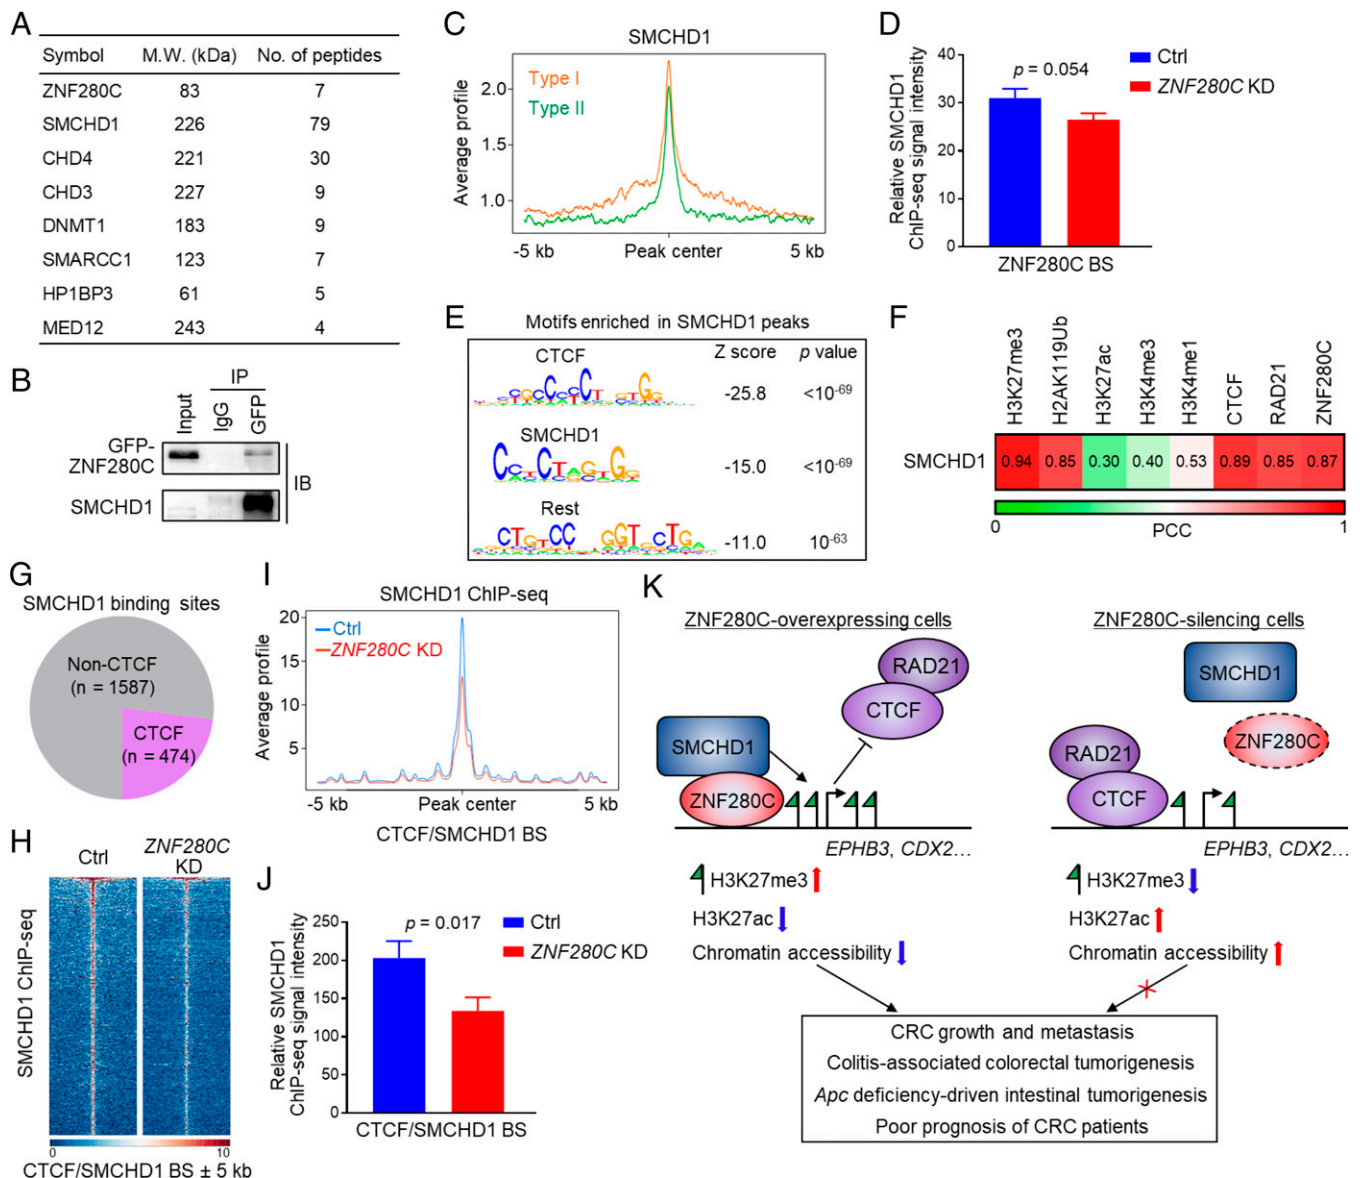 A
Symbol M.W. (kDa) No. of peptides
ZNF280C 83 7
SMCHD1 226 79
CHD4 221 30
CHD3 227 9
DNMT1 183 9
SMARCC1 123 7
HP1BP3 61 5
MED12 243 4
B
IP
Input IgG GFP
GFP-
ZNF280C
SMCHD1
IB
C
SMCHD1
Type I
Type II
Average profile
2.0
1.5
1.0
-5 kb Peak center 5 kb
D
Relative SMCHD1
ChIP-seq signal intensity
40
30
20
10
0
p = 0.054
Ctrl
ZNF280C KD
ZNF280C BS
E
Motifs enriched in SMCHD1 peaks
Z score p value
CTCF
-25.8 <10-69
SMCHD1
-15.0 <10-69
Rest
-11.0 10-63
F
H3K27me3 H2AK119Ub H3K27ac H3K4me3 H3K4me1 CTCF RAD21 ZNF280C
SMCHD1 0.94 0.85 0.30 0.40 0.53 0.89 0.85 0.87
0 PCC 1
G
SMCHD1 binding sites
Non-CTCF
(n = 1587)
CTCF
(n = 474)
H
Ctrl ZNF280C
KD
SMCHD1 ChIP-seq
0 10
CTCF/SMCHD1 BS ± 5 kb
I
SMCHD1 ChIP-seq
Ctrl
ZNF280C KD
Average profile
20
15
10
5
-5 kb Peak center 5 kb
CTCF/SMCHD1 BS
J
Relative SMCHD1
ChIP-seq signal intensity
250
200
150
100
50
0
p = 0.017
Ctrl
ZNF280C KD
CTCF/SMCHD1 BS
K
ZNF280C-overexpressing cells
RAD21
CTCF
SMCHD1
ZNF280C
EPHB3, CDX2...
H3K27me3
H3K27ac
Chromatin accessibility
ZNF280C-silencing cells
SMCHD1
ZNF280C
RAD21
CTCF
EPHB3, CDX2...
H3K27me3
H3K27ac
Chromatin accessibility
CRC growth and metastasis
Colitis-associated colorectal tumorigenesis
Apc deficiency-driven intestinal tumorigenesis
Poor prognosis of CRC patients